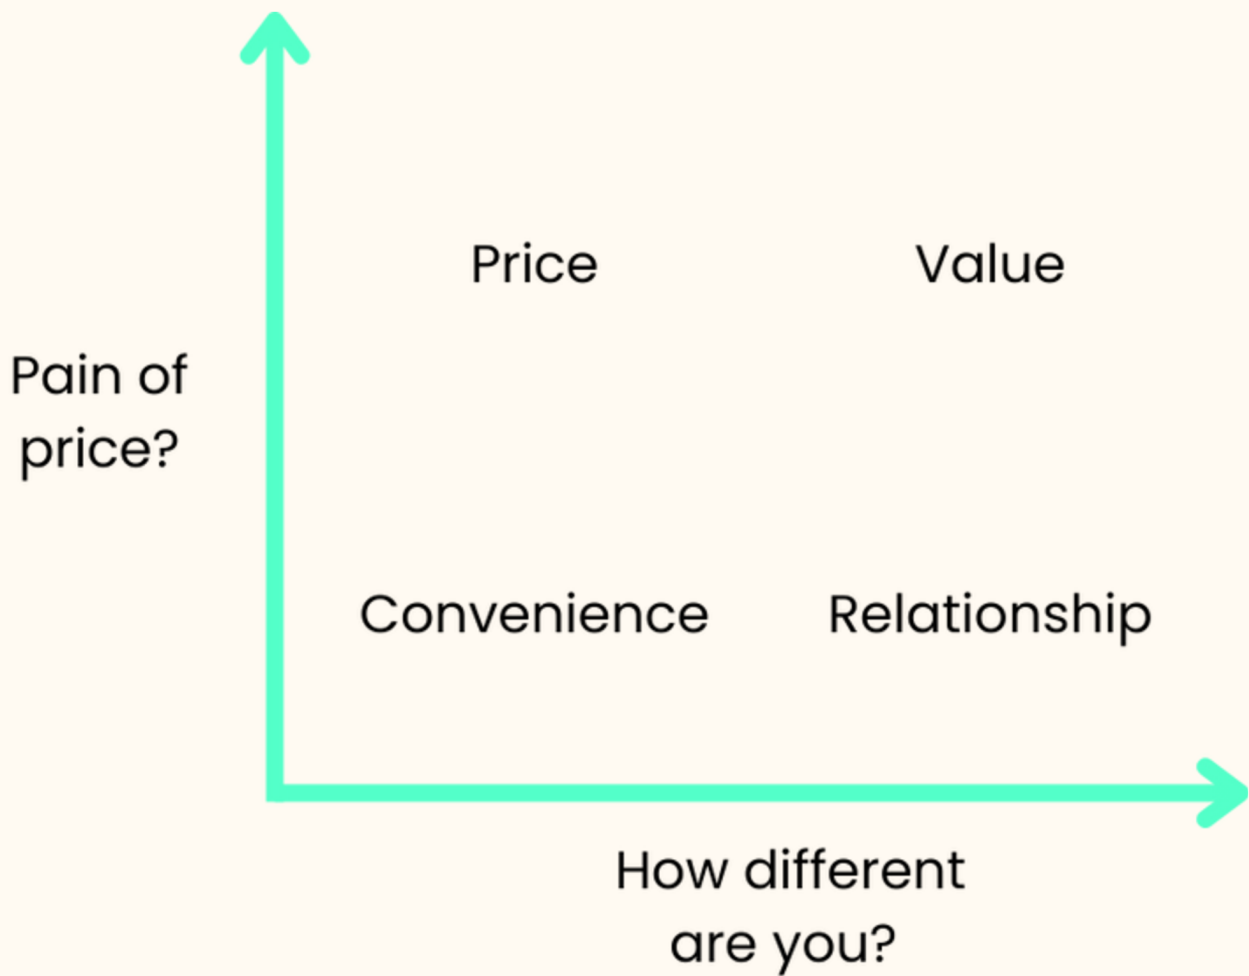 Price
Value
Pain of
price?
Convenience
Relationship
How different
are you?